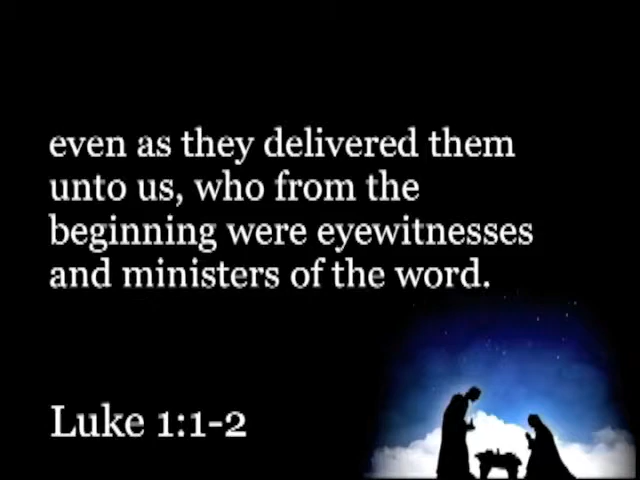 even as they delivered them
unto us, who from the
beginning were eyewitnesses
and ministers of the word.
Luke 1:1-2